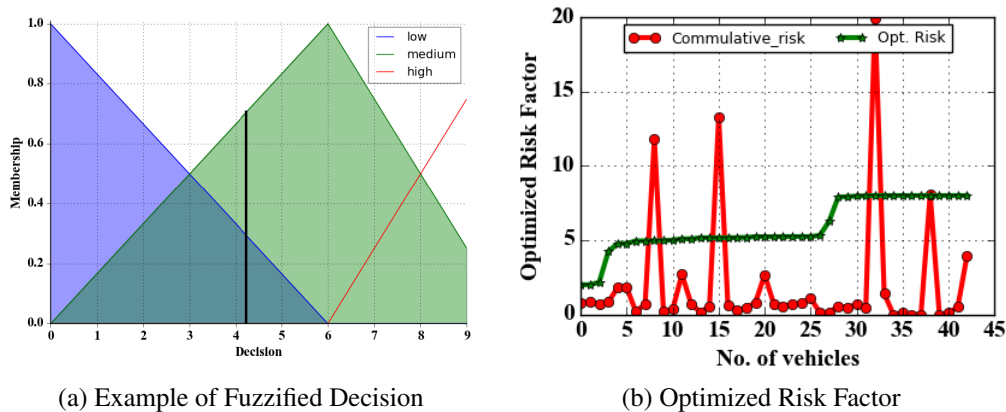 low
medium
high
1.0
0.8
0.6
0.4
0.2
0.0
Membership
0 1 2 3 4 5 6 7 8 9
Decision
(a) Example of Fuzzified Decision
Commulative_risk
Opt. Risk
20
15
10
5
0
Optimized Risk Factor
0 5 10 15 20 25 30 35 40 45
No. of vehicles
(b) Optimized Risk Factor